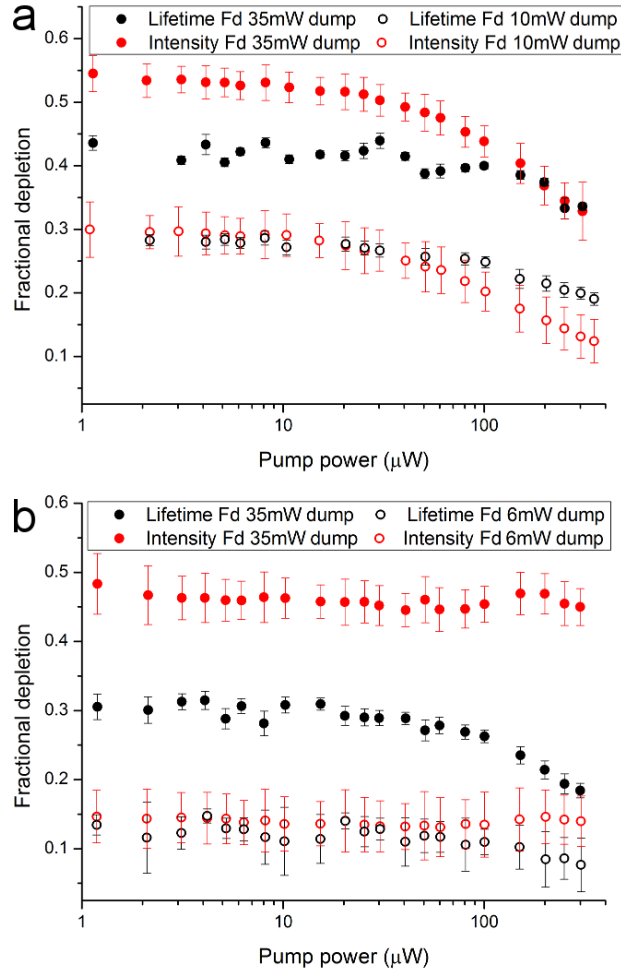 a
Lifetime Fd 35mW dump Lifetime Fd 10mW dump
Intensity Fd 35mW dump Intensity Fd 10mW dump
0.6
0.5
0.4
0.3
0.2
0.1
Fractional depletion
1 10 100
Pump power (μW)
b
Lifetime Fd 35mW dump Lifetime Fd 6mW dump
Intensity Fd 35mW dump Intensity Fd 6mW dump
0.6
0.5
0.4
0.3
0.2
0.1
Fractional depletion
1 10 100
Pump power (μW)